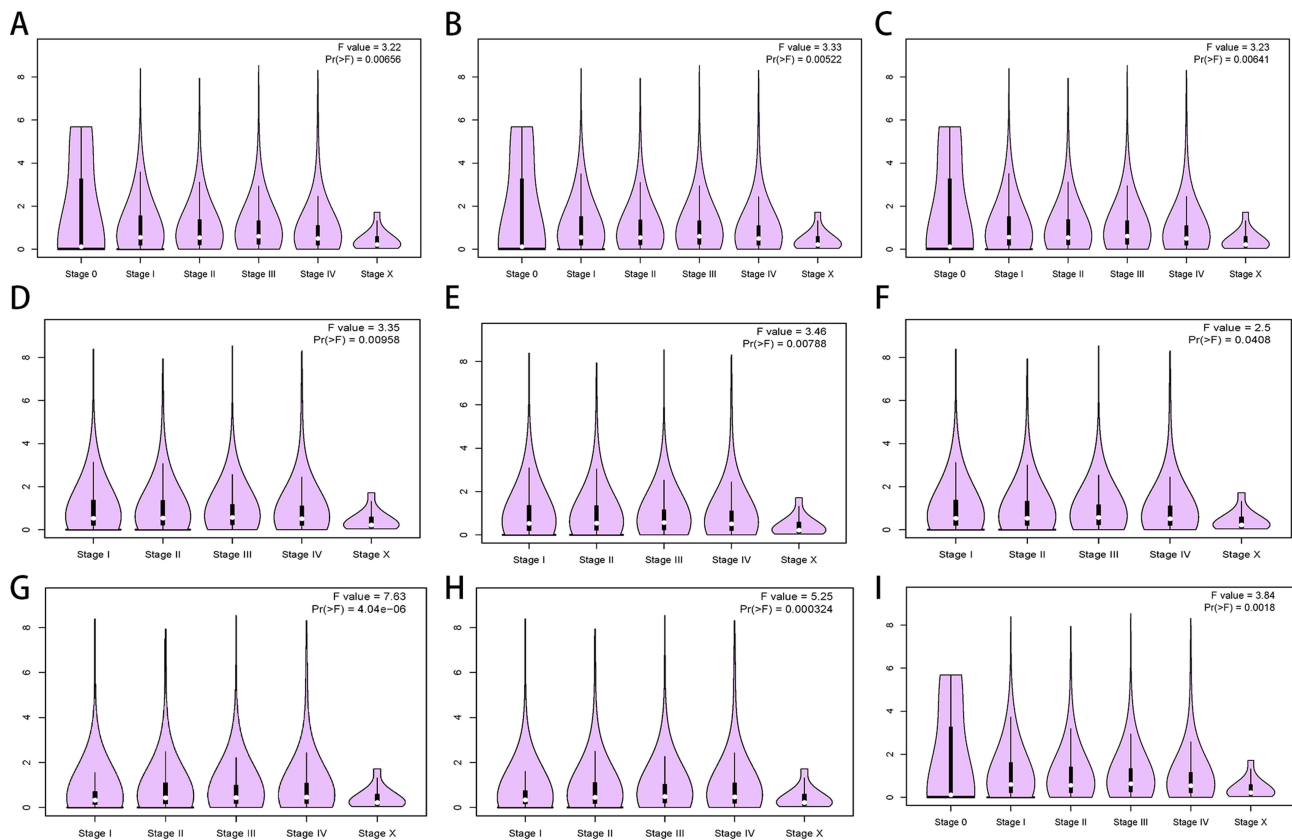 A
F value = 3.22
Pr(>F) = 0.00656
8
6
4
2
0
Stage 0 Stage I Stage II Stage III Stage IV Stage X
B
F value = 3.33
Pr(>F) = 0.00522
8
6
4
2
0
Stage 0 Stage I Stage II Stage III Stage IV Stage X
C
F value = 3.23
Pr(>F) = 0.00641
8
6
4
2
0
Stage 0 Stage I Stage II Stage III Stage IV Stage X
D
F value = 3.35
Pr(>F) = 0.00958
8
6
4
2
0
Stage I Stage II Stage III Stage IV Stage X
E
F value = 3.46
Pr(>F) = 0.00788
8
6
4
2
0
Stage I Stage II Stage III Stage IV Stage X
F
F value = 2.5
Pr(>F) = 0.0408
8
6
4
2
0
Stage I Stage II Stage III Stage IV Stage X
G
F value = 7.63
Pr(>F) = 4.04e−06
8
6
4
2
0
Stage I Stage II Stage III Stage IV Stage X
H
F value = 5.25
Pr(>F) = 0.000324
8
6
4
2
0
Stage I Stage II Stage III Stage IV Stage X
I
F value = 3.84
Pr(>F) = 0.0018
8
6
4
2
0
Stage 0 Stage I Stage II Stage III Stage IV Stage X